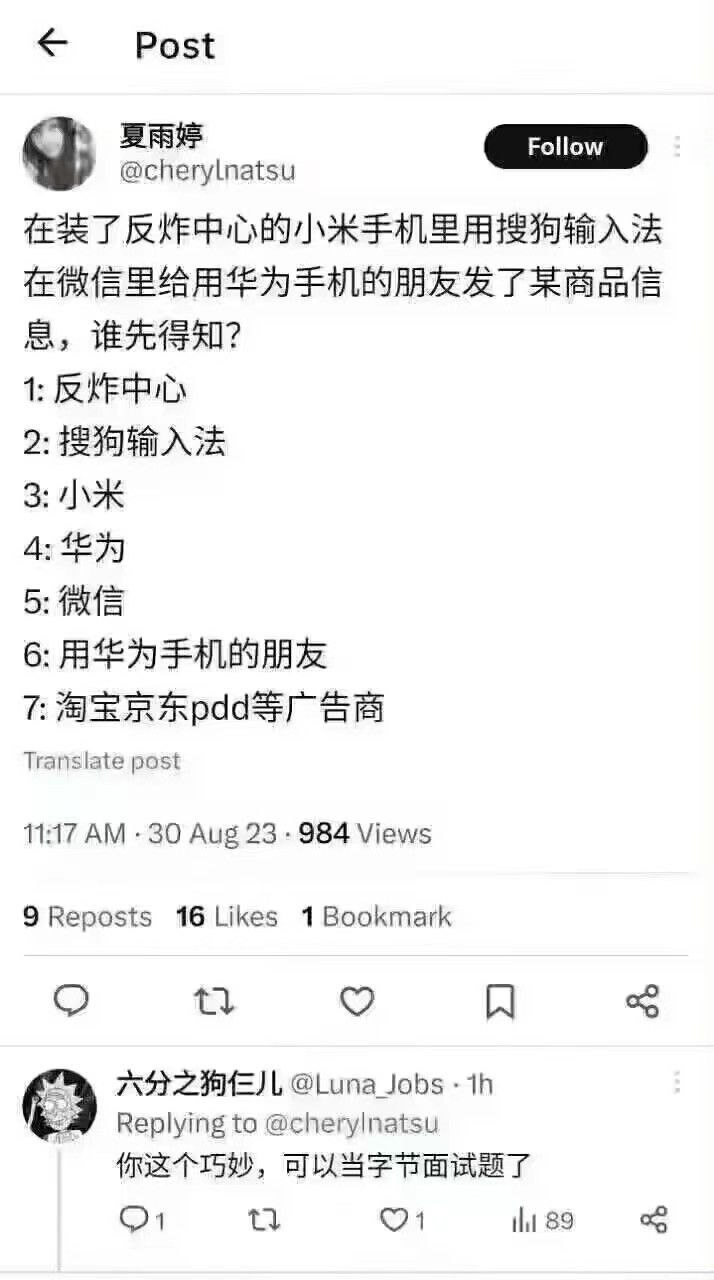 Post
夏雨婷
@cherylnatsu
Follow
在装了反炸中心的小米手机里用搜狗输入法
在微信里给用华为手机的朋友发了某商品信
息，谁先得知？
1: 反炸中心
2: 搜狗输入法
3: 小米
4: 华为
5: 微信
6: 用华为手机的朋友
7: 淘宝京东pdd等广告商
Translate post
11:17 AM · 30 Aug 23 · 984 Views
9 Reposts 16 Likes 1 Bookmark
六分之狗仨儿 @Luna_Jobs · 1h
Replying to @cherylnatsu
你这个巧妙，可以当字节面试题了
1 1 89